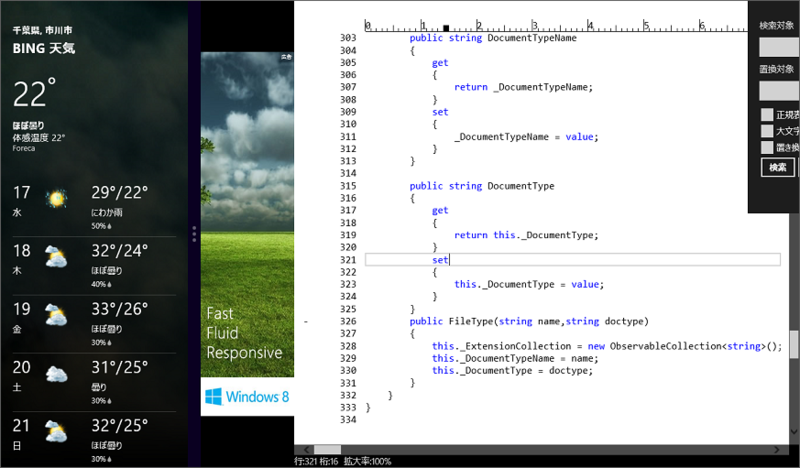 千葉県, 市川市
BING 天気
22°
ほぼ曇り
体感温度 22°
Foreca
17
水
29°/22°
にわか雨
50%
18
木
32°/24°
ほぼ曇り
40%
19
金
33°/26°
ほぼ曇り
30%
20
土
31°/25°
曇り
30%
21
日
32°/25°
ほぼ曇り
30%
広告
Fast
Fluid
Responsive
Windows 8
0 1 2 3 4 5 6
303 public string DocumentTypeName
304 {
305 get
306 {
307 return _DocumentTypeName;
308 }
309 set
310 {
311 _DocumentTypeName = value;
312 }
313 }
314
315 public string DocumentType
316 {
317 get
318 {
319 return this._DocumentType;
320 }
321 set
322 {
323 this._DocumentType = value;
324 }
325 }
326 public FileType(string name,string doctype)
327 {
328 this._ExtensionCollection = new ObservableCollection<string>();
329 this._DocumentTypeName = name;
330 this._DocumentType = doctype;
331 }
332 }
333 }
334
行:321 桁:16 拡大率:100%
検索対象
置換対象
正規表
大文字
置き換
検索